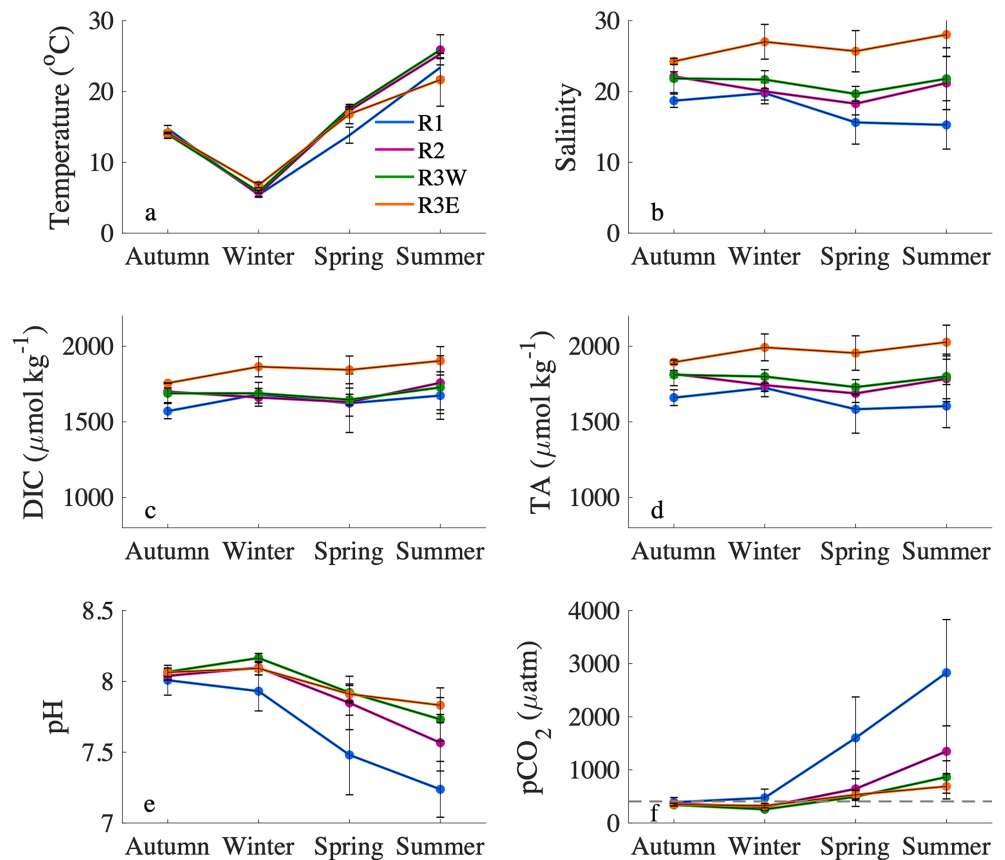 30
20
10
0
Temperature (°C)
a
R1
R2
R3W
R3E
Autumn Winter Spring Summer
30
20
10
0
Salinity
b
Autumn Winter Spring Summer
2000
1500
1000
DIC (μmol kg⁻¹)
c
Autumn Winter Spring Summer
2000
1500
1000
TA (μmol kg⁻¹)
d
Autumn Winter Spring Summer
8.5
8
7.5
7
pH
e
Autumn Winter Spring Summer
4000
3000
2000
1000
0
pCO₂ (μatm)
f
Autumn Winter Spring Summer